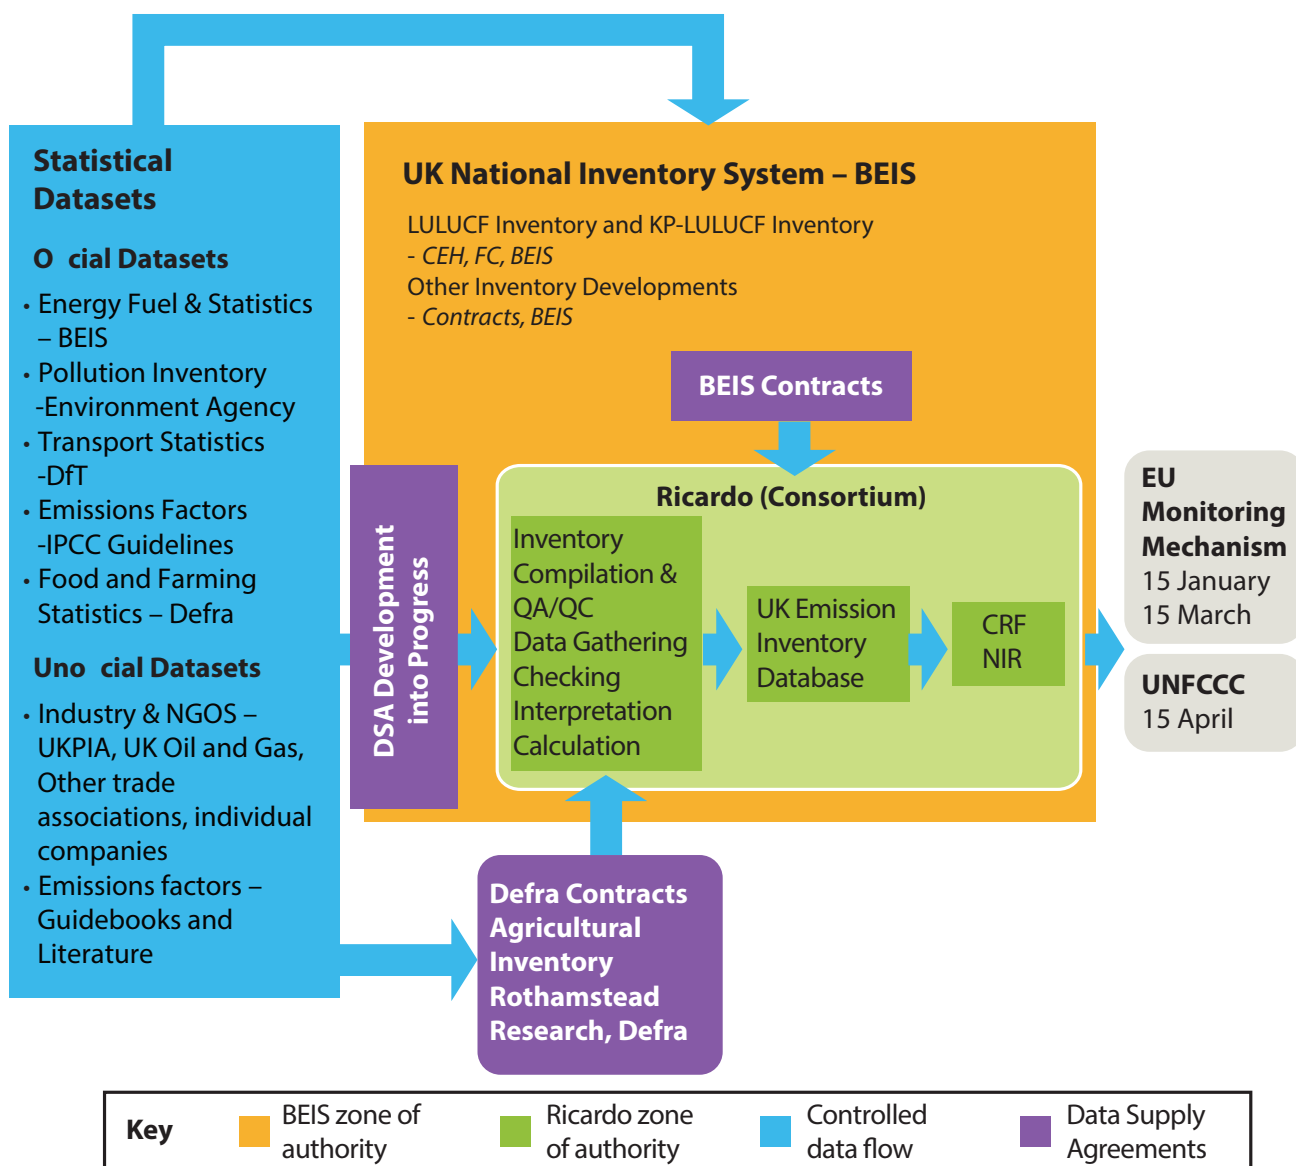 Statistical
Datasets
O cial Datasets
• Energy Fuel & Statistics
– BEIS
• Pollution Inventory
-Environment Agency
• Transport Statistics
-DfT
• Emissions Factors
-IPCC Guidelines
• Food and Farming
Statistics – Defra
Uno cial Datasets
• Industry & NGOS –
UKPIA, UK Oil and Gas,
Other trade
associations, individual
companies
• Emissions factors –
Guidebooks and
Literature
UK National Inventory System – BEIS
LULUCF Inventory and KP-LULUCF Inventory
- CEH, FC, BEIS
Other Inventory Developments
- Contracts, BEIS
BEIS Contracts
DSA Development
into Progress
Ricardo (Consortium)
Inventory
Compilation &
QA/QC
Data Gathering
Checking
Interpretation
Calculation
UK Emission
Inventory
Database
CRF
NIR
EU
Monitoring
Mechanism
15 January
15 March
UNFCCC
15 April
Defra Contracts
Agricultural
Inventory
Rothamstead
Research, Defra
Key
BEIS zone of
authority
Ricardo zone
of authority
Controlled
data flow
Data Supply
Agreements